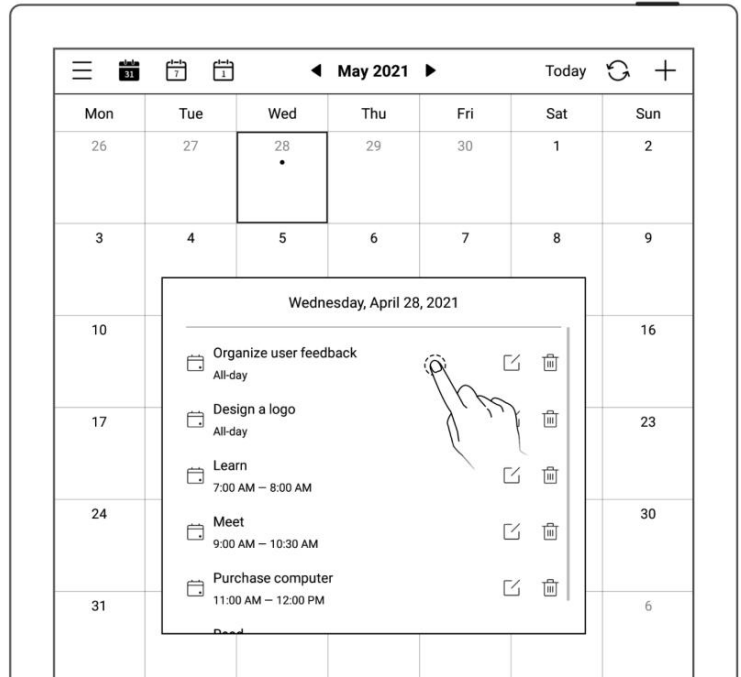 31 7 1 May 2021 Today
Mon Tue Wed Thu Fri Sat Sun
26 27 28 29 30 1 2
3 4 5 6 7 8 9
Wednesday, April 28, 2021
10 16
Organize user feedback
All-day
Design a logo
All-day
17 23
Learn
7:00 AM — 8:00 AM
24 30
Meet
9:00 AM — 10:30 AM
Purchase computer
11:00 AM — 12:00 PM
31 6